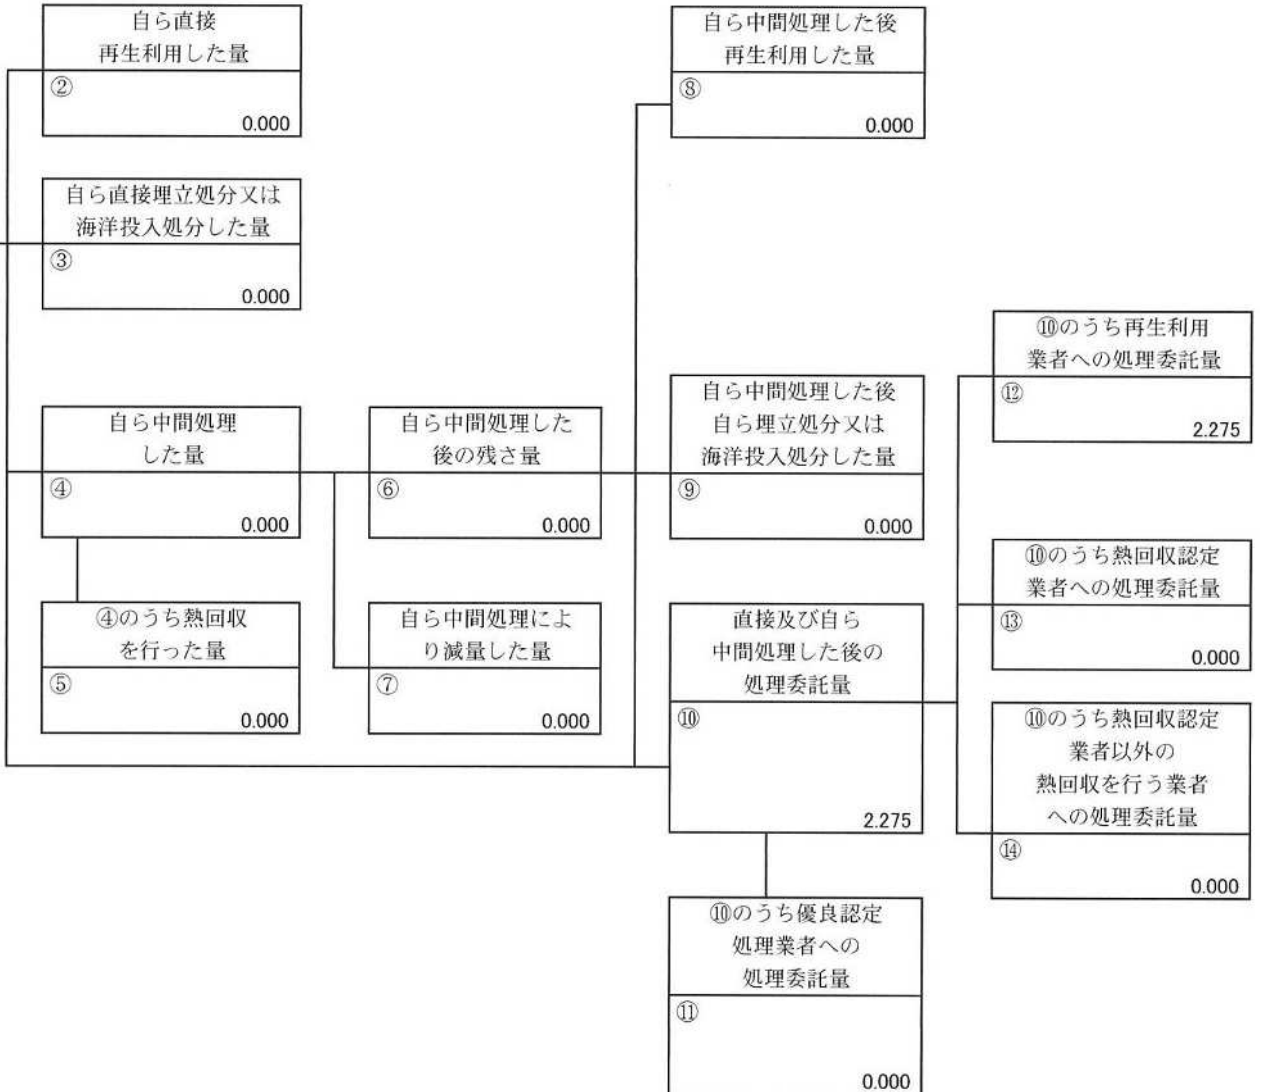 自ら直接
再生利用した量
②
0.000
自ら中間処理した後
再生利用した量
⑧
0.000
自ら直接埋立処分又は
海洋投入処分した量
③
0.000
⑩のうち再生利用
業者への処理委託量
⑫
2.275
自ら中間処理
した量
④
0.000
自ら中間処理した
後の残さ量
⑥
0.000
自ら中間処理した後
自ら埋立処分又は
海洋投入処分した量
⑨
0.000
⑩のうち熱回収認定
業者への処理委託量
⑬
0.000
④のうち熱回収
を行った量
⑤
0.000
自ら中間処理によ
り減量した量
⑦
0.000
直接及び自ら
中間処理した後の
処理委託量
⑩
2.275
⑩のうち熱回収認定
業者以外の
熱回収を行う業者
への処理委託量
⑭
0.000
⑩のうち優良認定
処理業者への
処理委託量
⑪
0.000